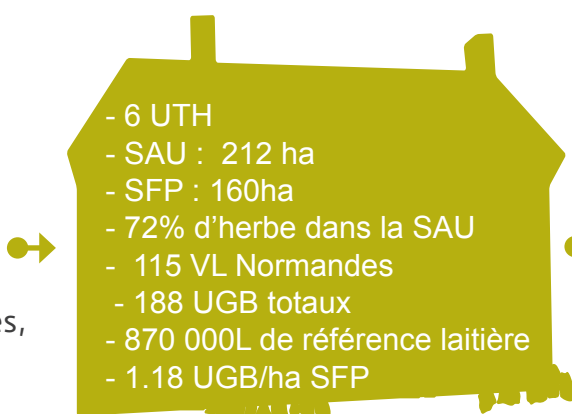 - 6 UTH
- SAU : 212 ha
- SFP : 160ha
- 72% d'herbe dans la SAU
- 115 VL Normandes
- 188 UGB totaux
es,
- 870 000L de référence laitière
- 1.18 UGB/ha SFP